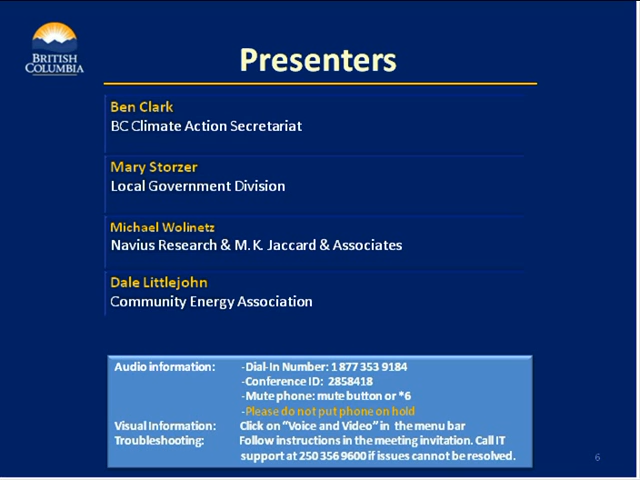 BRITISH
COLUMBIA
Presenters
Ben Clark
BC Climate Action Secretariat
Mary Storzer
Local Government Division
Michael Wolinetz
Navius Research & M. K. Jaccard & Associates
Dale Littlejohn
Community Energy Association
Audio information: -Dial-In Number: 1 877 353 9184
-Conference ID: 2858418
-Mute phone: mute button or *6
-Please do not put phone on hold
Visual Information: Click on "Voice and Video" in the menu bar
Troubleshooting: Follow instructions in the meeting invitation. Call IT
support at 250 356 9600 if issues cannot be resolved.
6